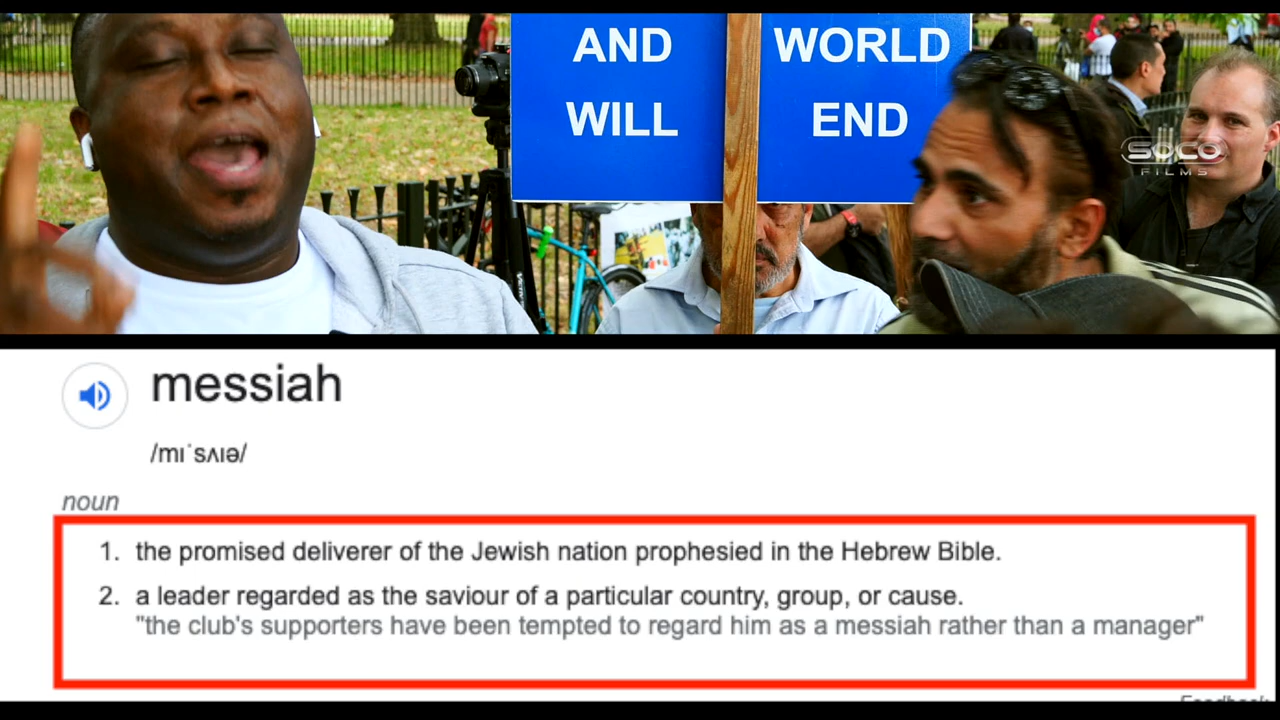 AND WORLD
WILL END
SOCO
FILMS
messiah
/mɪˈsʌɪə/
noun
1. the promised deliverer of the Jewish nation prophesied in the Hebrew Bible.
2. a leader regarded as the saviour of a particular country, group, or cause.
"the club's supporters have been tempted to regard him as a messiah rather than a manager"